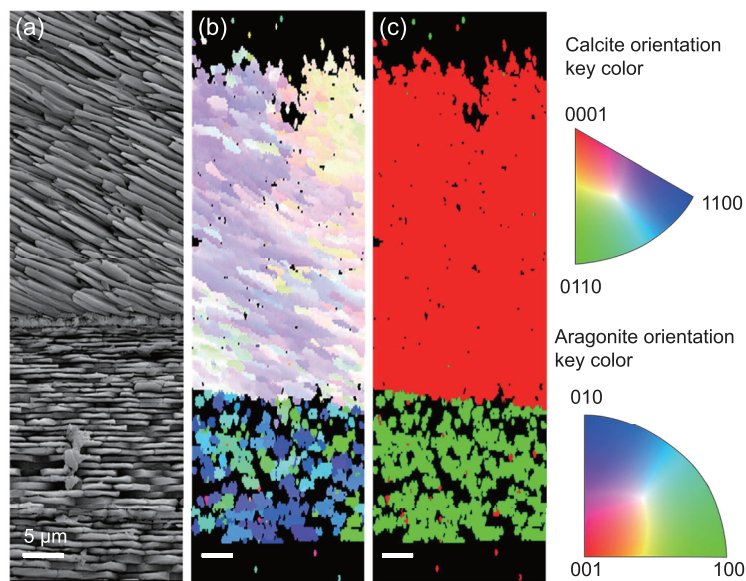 (a)
(b)
(c)
5 μm
Calcite orientation
key color
0001
1100
0110
Aragonite orientation
key color
010
001
100